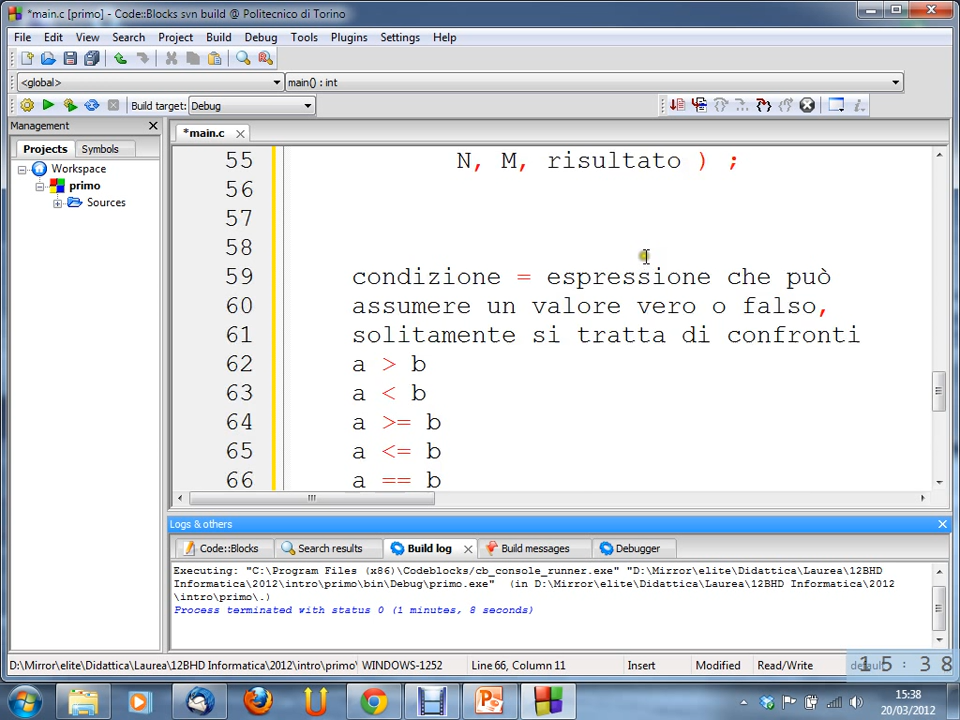 *main.c [primo] - Code::Blocks svn build @ Politecnico di Torino
File Edit View Search Project Build Debug Tools Plugins Settings Help
<global> main() : int
Build target: Debug
Management
*main.c
Projects Symbols
Workspace
primo
Sources
55 N, M, risultato ) ;
56
57
58
59 condizione = espressione che può
60 assumere un valore vero o falso,
61 solitamente si tratta di confronti
62 a > b
63 a < b
64 a >= b
65 a <= b
66 a == b
Logs & others
Code::Blocks Search results Build log Build messages Debugger
Executing: "C:\Program Files (x86)\Codeblocks/cb_console_runner.exe" "D:\Mirror\elite\Didattica\Laurea\12BHD
Informatica\2012\intro\primo\bin\Debug\primo.exe" (in D:\Mirror\elite\Didattica\Laurea\12BHD Informatica\2012
\intro\primo\.)
Process terminated with status 0 (1 minutes, 8 seconds)
D:\Mirror\elite\Didattica\Laurea\12BHD Informatica\2012\intro\primo\ WINDOWS-1252 Line 66, Column 11 Insert Modified Read/Write default
15:38
15:38
20/03/2012